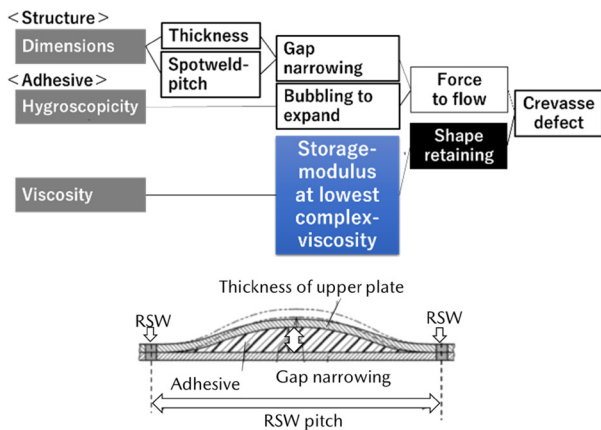 <Structure>
Dimensions
Thickness
Spotweld-
pitch
Gap
narrowing
<Adhesive>
Hygroscopicity
Bubbling to
expand
Force
to flow
Crevasse
defect
Shape
retaining
Viscosity
Storage-
modulus
at lowest
complex-
viscosity
Thickness of upper plate
RSW
RSW
Adhesive
Gap narrowing
RSW pitch